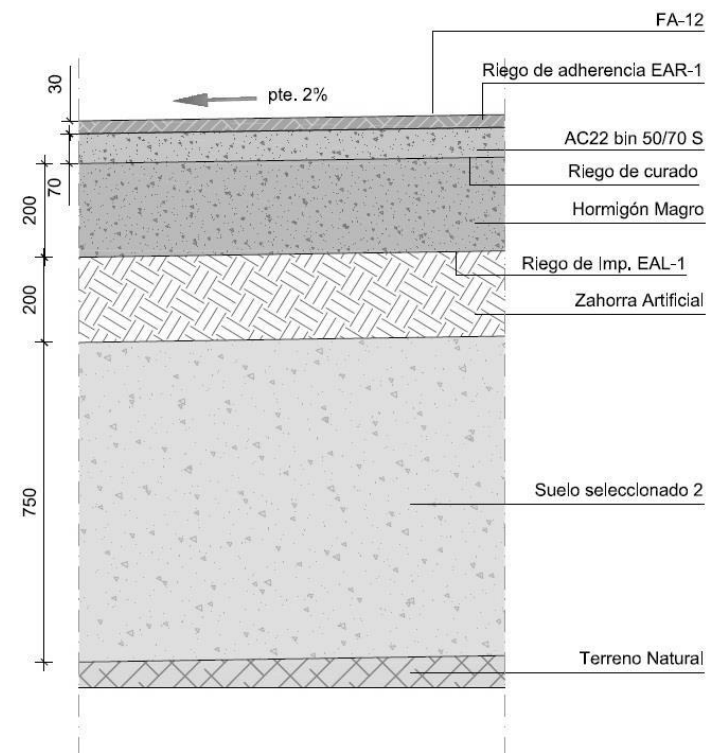 FA-12
Riego de adherencia EAR-1
30
pte. 2%
AC22 bin 50/70 S
Riego de curado
70
200
Hormigón Magro
Riego de Imp. EAL-1
200
Zahorra Artificial
750
Suelo seleccionado 2
Terreno Natural